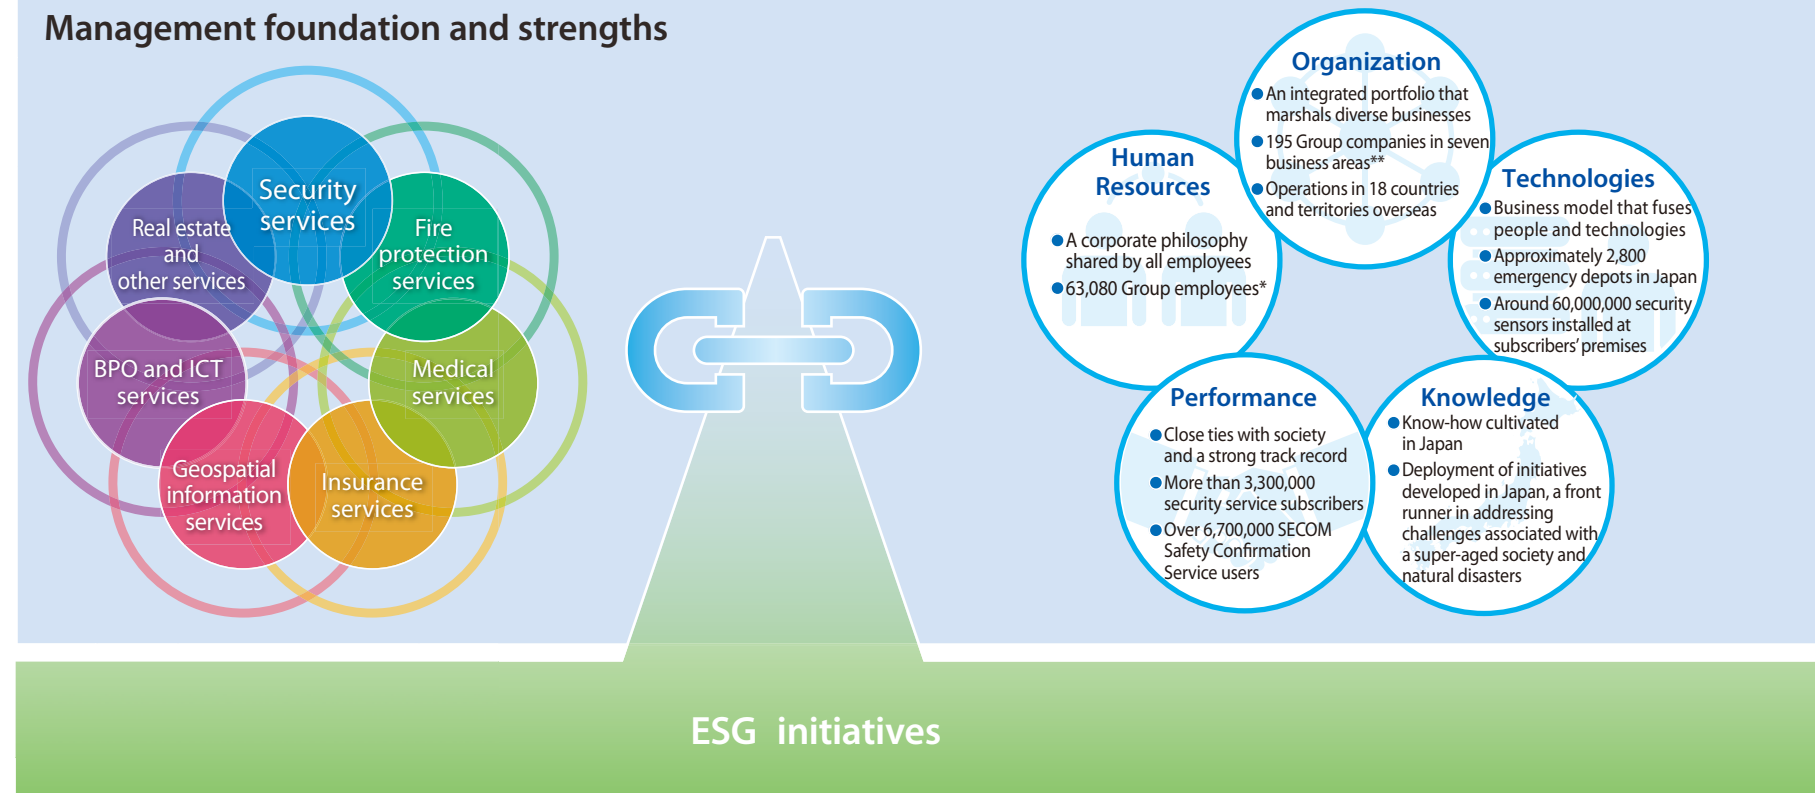 Management foundation and strengths
Security
services
Fire
protection
services
Medical
services
Insurance
services
Geospatial
information
services
BPO and ICT
services
Real estate
and
other services
Organization
● An integrated portfolio that
marshals diverse businesses
● 195 Group companies in seven
business areas**
● Operations in 18 countries
and territories overseas
Human
Resources
● A corporate philosophy
shared by all employees
● 63,080 Group employees*
Technologies
● Business model that fuses
people and technologies
● Approximately 2,800
emergency depots in Japan
● Around 60,000,000 security
sensors installed at
subscribers’ premises
Performance
● Close ties with society
and a strong track record
● More than 3,300,000
security service subscribers
● Over 6,700,000 SECOM
Safety Confirmation
Service users
Knowledge
● Know-how cultivated
in Japan
● Deployment of initiatives
developed in Japan, a front
runner in addressing
challenges associated with
a super-aged society and
natural disasters
ESG initiatives